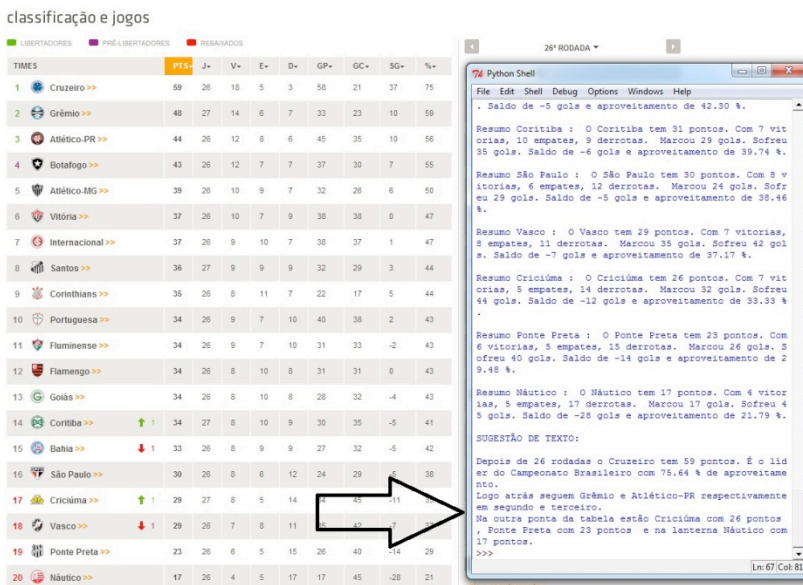 classificação e jogos
LIBERTADORES PRÉ-LIBERTADORES REBAIXADOS
26ª RODADA
TIMES PTS J V E D GP GC SG %
1 Cruzeiro >> 59 26 18 5 3 58 21 37 75
2 Grêmio >> 48 27 14 6 7 33 23 10 59
3 Atlético-PR >> 44 26 12 8 6 45 35 10 56
4 Botafogo >> 43 26 12 7 7 37 30 7 55
5 Atlético-MG >> 39 26 10 9 7 32 26 6 50
6 Vitória >> 37 26 10 7 9 38 38 0 47
7 Internacional >> 37 26 9 10 7 38 37 1 47
8 Santos >> 36 27 9 9 9 32 29 3 44
9 Corinthians >> 35 26 8 11 7 22 17 5 44
10 Portuguesa >> 34 26 9 7 10 40 38 2 43
11 Fluminense >> 34 26 9 7 10 31 33 -2 43
12 Flamengo >> 34 26 8 10 8 31 31 0 43
13 Goiás >> 34 26 8 10 8 28 32 -4 43
14 Coritiba >> 1 34 27 8 10 9 30 35 -5 41
15 Bahia >> 1 33 26 8 9 9 27 32 -5 42
16 São Paulo >> 30 26 8 6 12 24 29 -5 38
17 Criciúma >> 1 29 27 8 5 14 45 -11
18 Vasco >> 1 29 26 7 8 11 42 -7
19 Ponte Preta >> 23 26 6 5 15 26 40 -14 29
20 Náutico >> 17 26 4 5 17 17 45 -28 21
Python Shell
File Edit Shell Debug Options Windows Help
. Saldo de -5 gols e aproveitamento de 42.30 %.
Resumo Coritiba : O Coritiba tem 31 pontos. Com 7 vit
orias, 10 empates, 9 derrotas. Marcou 29 gols. Sofreu
35 gols. Saldo de -6 gols e aproveitamento de 39.74 %.
Resumo São Paulo : O São Paulo tem 30 pontos. Com 8 v
itorias, 6 empates, 12 derrotas. Marcou 24 gols. Sofr
eu 29 gols. Saldo de -5 gols e aproveitamento de 38.46
%.
Resumo Vasco : O Vasco tem 29 pontos. Com 7 vitorias,
8 empates, 11 derrotas. Marcou 35 gols. Sofreu 42 gol
s. Saldo de -7 gols e aproveitamento de 37.17 %.
Resumo Criciúma : O Criciúma tem 26 pontos. Com 7 vit
orias, 5 empates, 14 derrotas. Marcou 32 gols. Sofreu
44 gols. Saldo de -12 gols e aproveitamento de 33.33 %
.
Resumo Ponte Preta : O Ponte Preta tem 23 pontos. Com
6 vitorias, 5 empates, 15 derrotas. Marcou 26 gols. S
ofreu 40 gols. Saldo de -14 gols e aproveitamento de 2
9.48 %.
Resumo Náutico : O Náutico tem 17 pontos. Com 4 vitor
ias, 5 empates, 17 derrotas. Marcou 17 gols. Sofreu 4
5 gols. Saldo de -28 gols e aproveitamento de 21.79 %.
SUGESTÃO DE TEXTO:
Depois de 26 rodadas o Cruzeiro tem 59 pontos. É o líd
er do Campeonato Brasileiro com 75.64 % de aproveitame
nto.
Logo atrás seguem Grêmio e Atlético-PR respectivamente
em segundo e terceiro.
Na outra ponta da tabela estão Criciúma com 26 pontos
, Ponte Preta com 23 pontos e na lanterna Náutico com
17 pontos.
>>>
Ln: 67 Col: 81